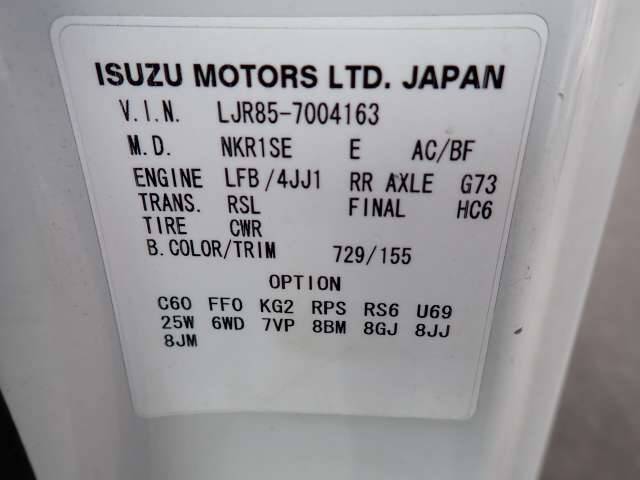 ISUZU MOTORS LTD. JAPAN
V.I.N. LJR85-7004163
M.D. NKR1SE E AC/BF
ENGINE LFB/4JJ1 RR AXLE G73
TRANS. RSL FINAL HC6
TIRE CWR
B.COLOR/TRIM 729/155
OPTION
C60 FF0 KG2 RPS RS6 U69
25W 6WD 7VP 8BM 8GJ 8JJ
8JM